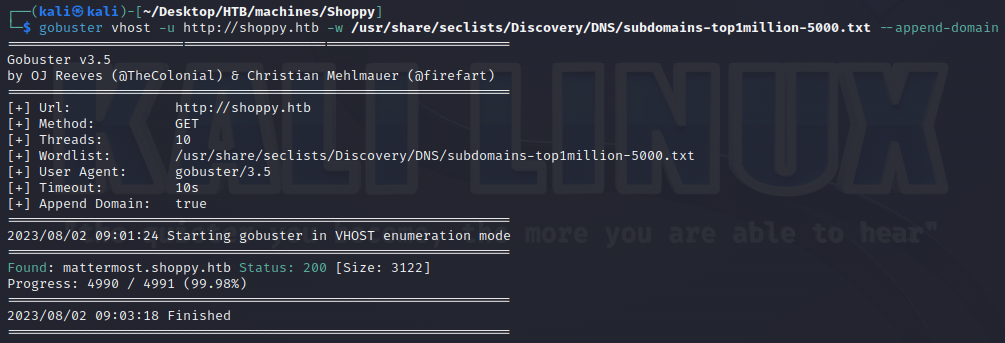 ┌──(kali㉿kali)-[~/Desktop/HTB/machines/Shoppy]
└─$ gobuster vhost -u http://shoppy.htb -w /usr/share/seclists/Discovery/DNS/subdomains-top1million-5000.txt --append-domain
===============================================================
Gobuster v3.5
by OJ Reeves (@TheColonial) & Christian Mehlmauer (@firefart)
===============================================================
[+] Url:             http://shoppy.htb
[+] Method:          GET
[+] Threads:         10
[+] Wordlist:        /usr/share/seclists/Discovery/DNS/subdomains-top1million-5000.txt
[+] User Agent:      gobuster/3.5
[+] Timeout:         10s
[+] Append Domain:   true
===============================================================
2023/08/02 09:01:24 Starting gobuster in VHOST enumeration mode
===============================================================
Found: mattermost.shoppy.htb Status: 200 [Size: 3122]
Progress: 4990 / 4991 (99.98%)
===============================================================
2023/08/02 09:03:18 Finished
===============================================================
KALI LINUX
the more you are able to hear"